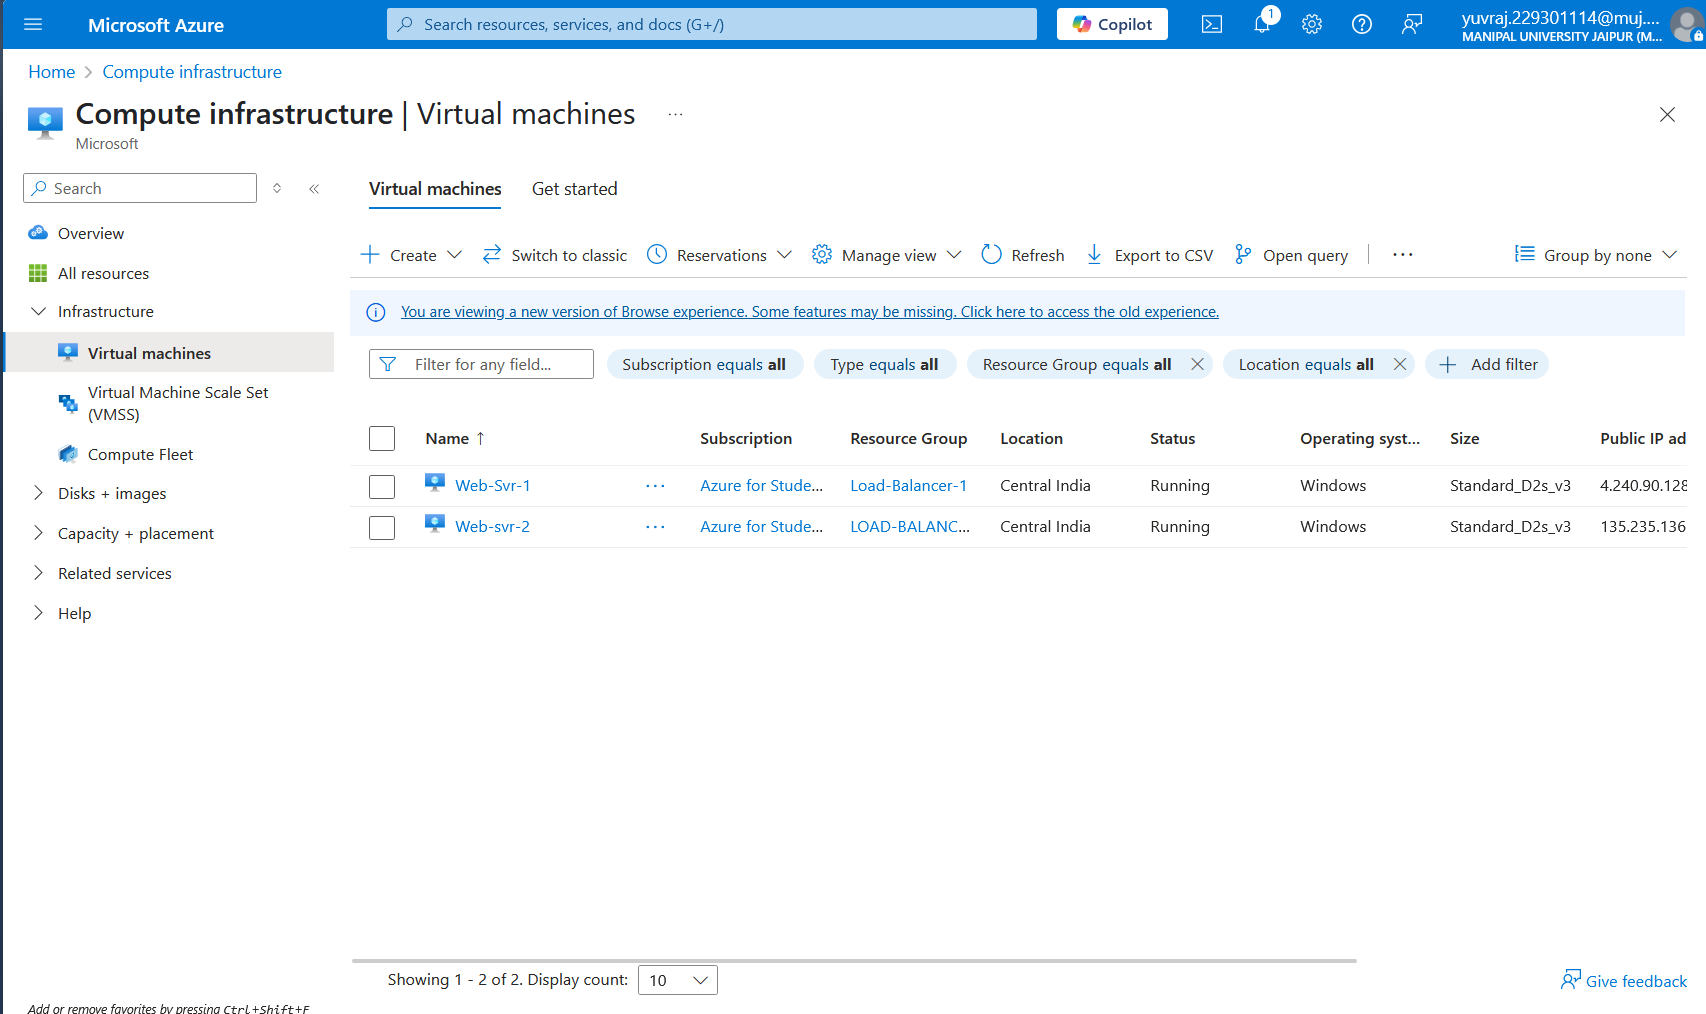 Microsoft Azure
Search resources, services, and docs (G+/)
Copilot
1
yuvraj.229301114@muj....
MANIPAL UNIVERSITY JAIPUR (M...
Home > Compute infrastructure
Compute infrastructure | Virtual machines ...
Microsoft
Search
Overview
All resources
Infrastructure
Virtual machines
Virtual Machine Scale Set
(VMSS)
Compute Fleet
Disks + images
Capacity + placement
Related services
Help
Add or remove favorites by pressing Ctrl+Shift+F
Virtual machines Get started
Create Switch to classic Reservations Manage view Refresh Export to CSV Open query ... Group by none
You are viewing a new version of Browse experience. Some features may be missing. Click here to access the old experience.
Filter for any field... Subscription equals all Type equals all Resource Group equals all Location equals all Add filter
Name ↑ Subscription Resource Group Location Status Operating syst... Size Public IP ad
Web-Svr-1 ... Azure for Stude... Load-Balancer-1 Central India Running Windows Standard_D2s_v3 4.240.90.128
Web-svr-2 ... Azure for Stude... LOAD-BALANC... Central India Running Windows Standard_D2s_v3 135.235.136
Showing 1 - 2 of 2. Display count: 10
Give feedback